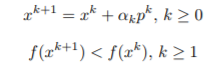 x^{k+1} = x^k + α_k p^k, k ≥ 0
f(x^{k+1}) < f(x^k), k ≥ 1